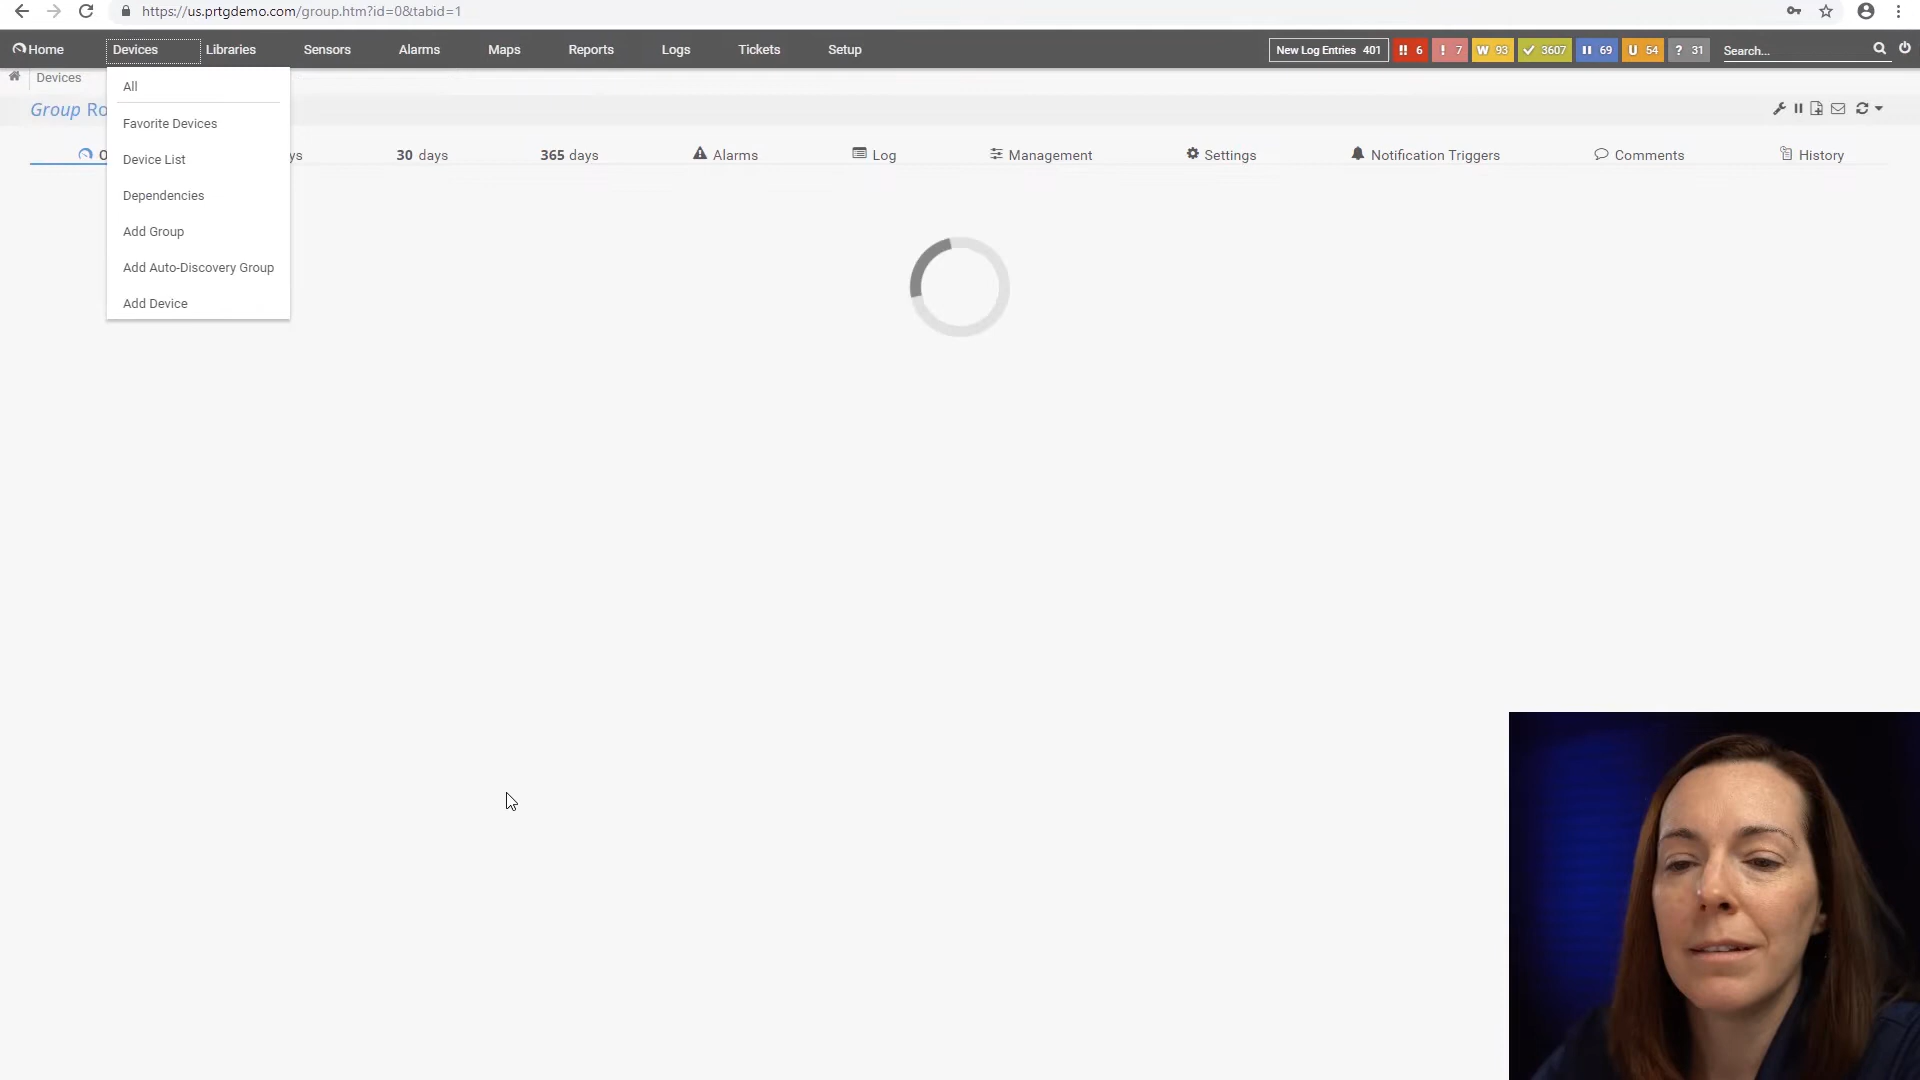 https://us.prtgdemo.com/group.htm?id=0&tabid=1
Home Devices Libraries Sensors Alarms Maps Reports Logs Tickets Setup New Log Entries 401 !! 6 ! 7 W 93 3607 69 U 54 ? 31 Search...
Devices
All
Group Ro
Favorite Devices
O ys 30 days 365 days Alarms Log Management Settings Notification Triggers Comments History
Device List
Dependencies
Add Group
Add Auto-Discovery Group
Add Device